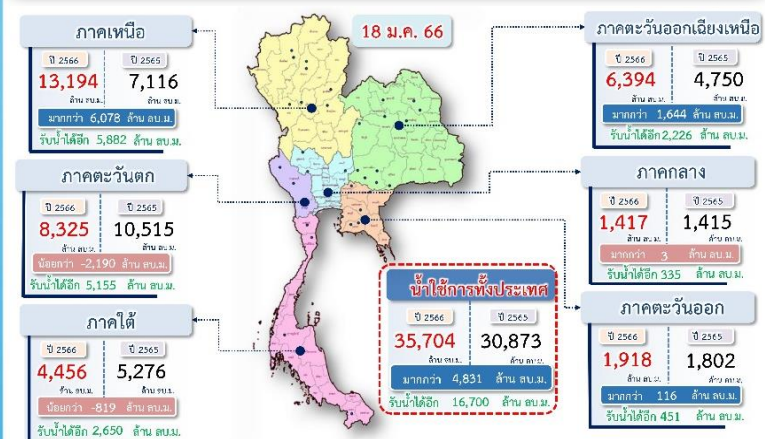 18 ม.ค. 66
ภาคเหนือ
ปี 2566 ปี 2565
13,194 7,116
ล้าน ลบ.ม. ล้าน ลบ.ม.
มากกว่า 6,078 ล้าน ลบ.ม.
รับน้ำได้อีก 5,882 ล้าน ลบ.ม.
ภาคตะวันออกเฉียงเหนือ
ปี 2566 ปี 2565
6,394 4,750
ล้าน ลบ.ม. ล้าน ลบ.ม.
มากกว่า 1,644 ล้าน ลบ.ม.
รับน้ำได้อีก 2,226 ล้าน ลบ.ม.
ภาคตะวันตก
ปี 2566 ปี 2565
8,325 10,515
ล้าน ลบ.ม. ล้าน ลบ.ม.
น้อยกว่า -2,190 ล้าน ลบ.ม.
รับน้ำได้อีก 5,155 ล้าน ลบ.ม.
ภาคกลาง
ปี 2566 ปี 2565
1,417 1,415
ล้าน ลบ.ม. ล้าน ลบ.ม.
มากกว่า 3 ล้าน ลบ.ม.
รับน้ำได้อีก 335 ล้าน ลบ.ม.
ภาคใต้
ปี 2566 ปี 2565
4,456 5,276
ล้าน ลบ.ม. ล้าน ลบ.ม.
น้อยกว่า -819 ล้าน ลบ.ม.
รับน้ำได้อีก 2,650 ล้าน ลบ.ม.
น้ำใช้การทั้งประเทศ
ปี 2566 ปี 2565
35,704 30,873
ล้าน ลบ.ม. ล้าน ลบ.ม.
มากกว่า 4,831 ล้าน ลบ.ม.
รับน้ำได้อีก 16,700 ล้าน ลบ.ม.
ภาคตะวันออก
ปี 2566 ปี 2565
1,918 1,802
ล้าน ลบ.ม. ล้าน ลบ.ม.
มากกว่า 116 ล้าน ลบ.ม.
รับน้ำได้อีก 451 ล้าน ลบ.ม.